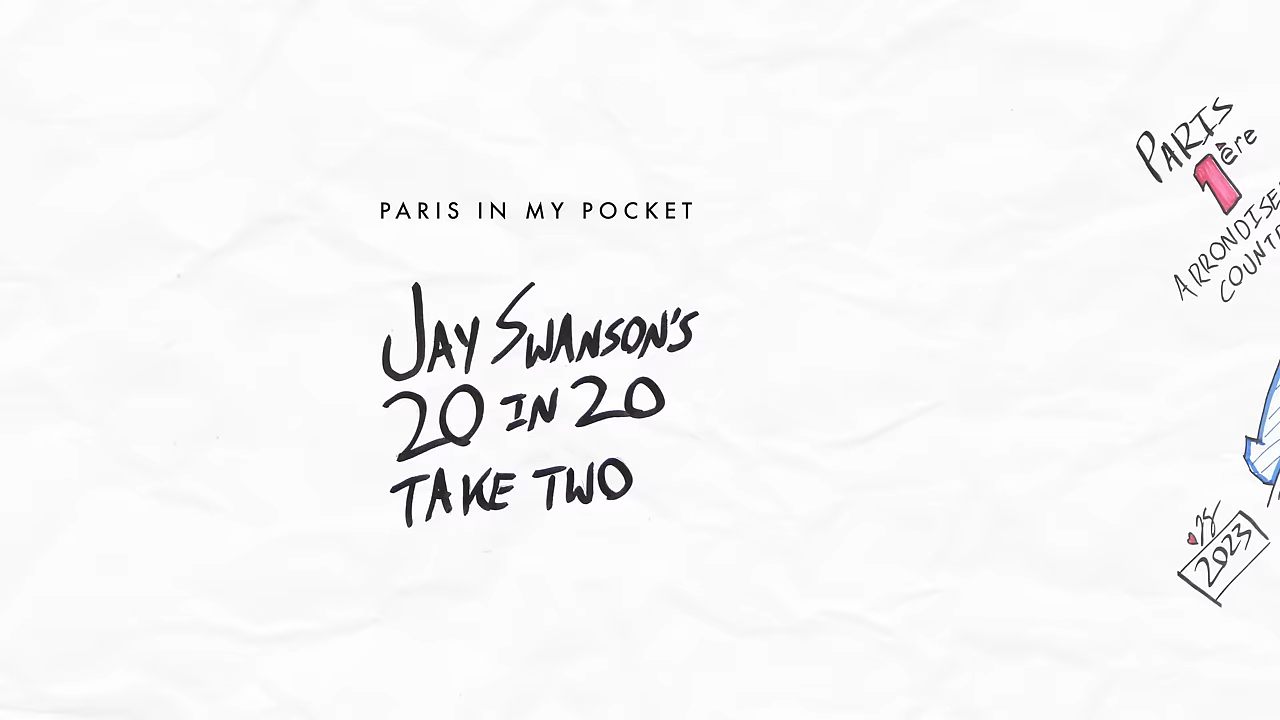 PARIS IN MY POCKET
JAY SWANSON'S
20 IN 20
TAKE TWO
PARIS
1ère
2023